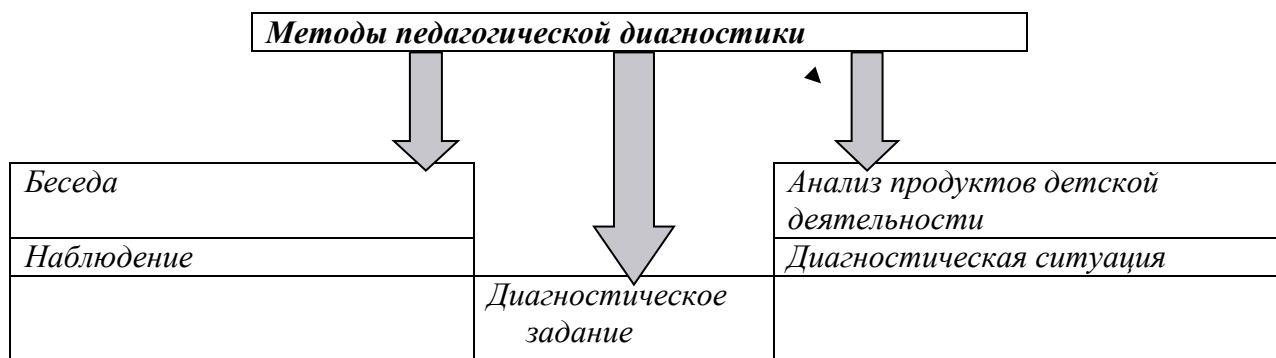 Методы педагогической диагностики
Беседа
Анализ продуктов детской
деятельности
Наблюдение
Диагностическая ситуация
Диагностическое
задание